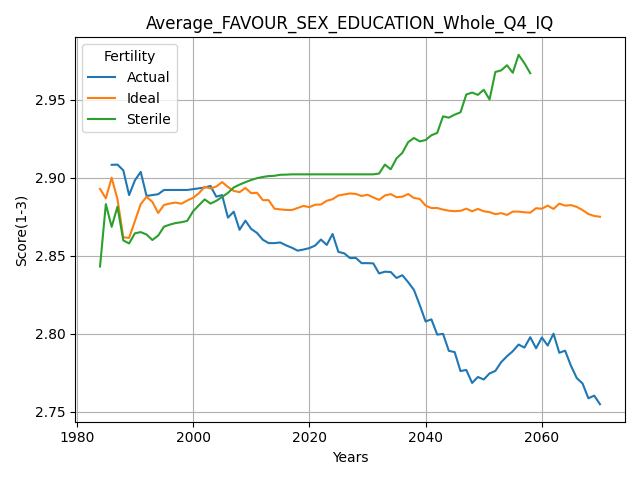 Average_FAVOUR_SEX_EDUCATION_Whole_Q4_IQ
Fertility
Actual
Ideal
Sterile
Score(1-3)
2.95
2.90
2.85
2.80
2.75
1980
2000
2020
2040
2060
Years